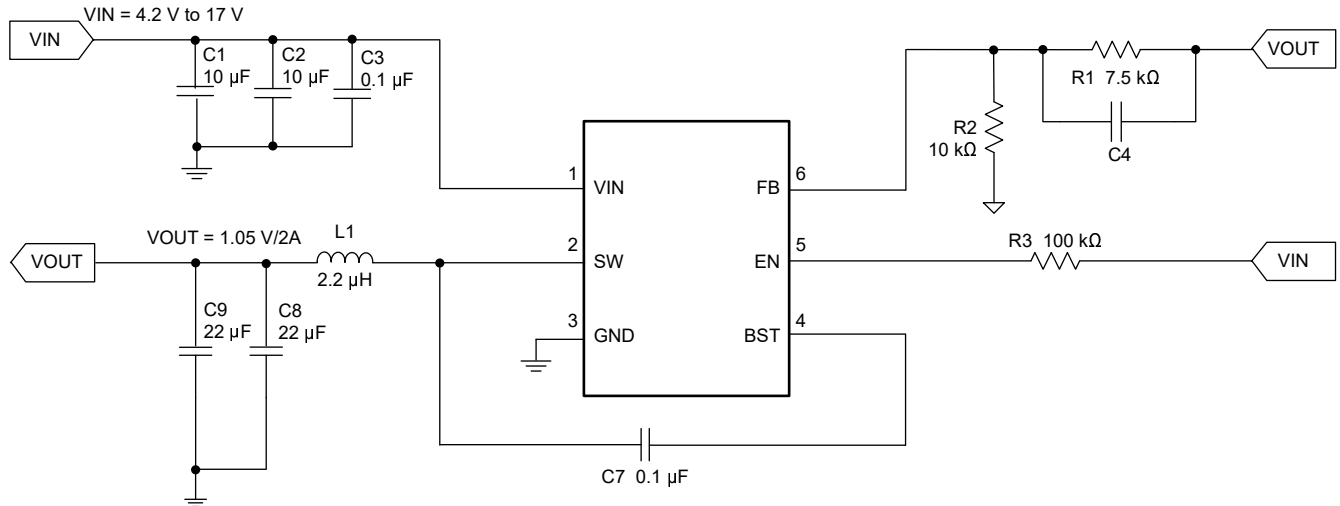 VIN = 4.2 V to 17 V
VIN
C1
10 µF
C2
10 µF
C3
0.1 µF
VOUT
R1 7.5 kΩ
R2
10 kΩ
C4
1
VIN
FB
6
VOUT = 1.05 V/2A
L1
VOUT
2.2 µH
2
SW
EN
5
R3 100 kΩ
VIN
C9
22 µF
C8
22 µF
3
GND
BST
4
C7 0.1 µF